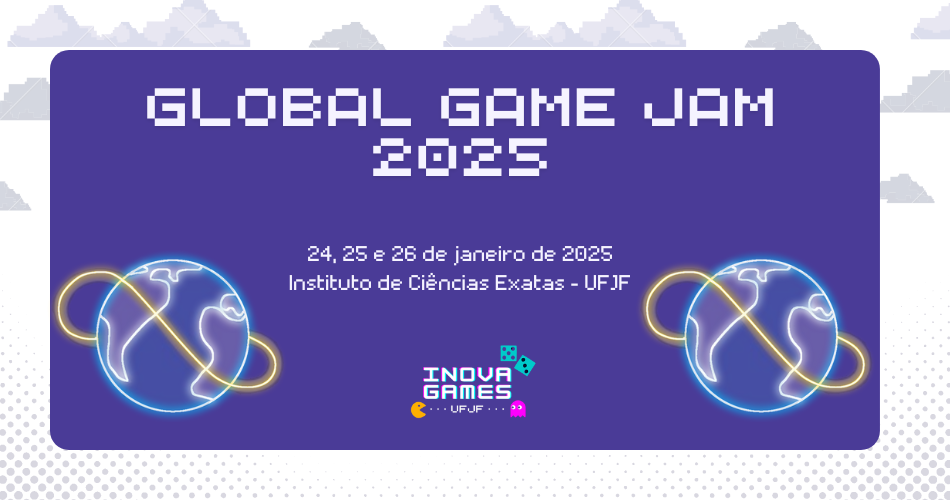 GLOBAL GAME JAM
2025
24, 25 e 26 de janeiro de 2025
Instituto de Ciências Exatas - UFJF
INOVA
GAMES
UFJF